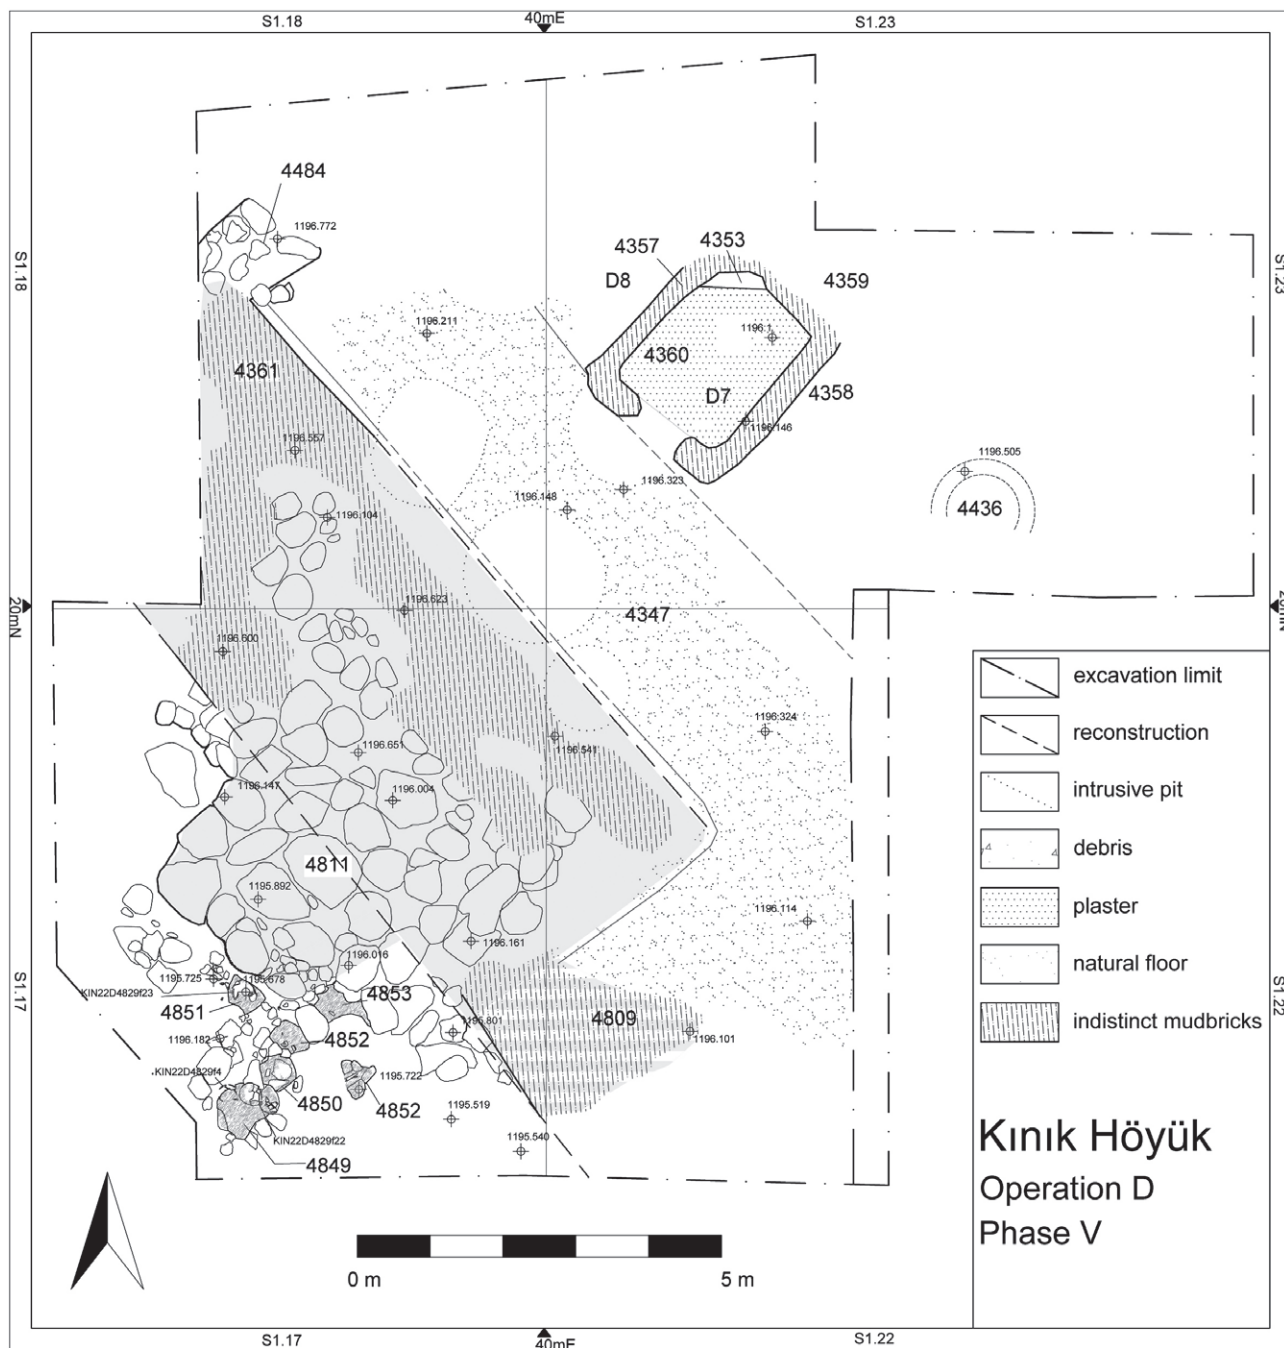 S1.18
40mE
S1.23
4484
1196.772
4357
4353
D8
4359
S1.18
S1.23
1196.211
1196.1
4360
4361
D7
4358
1196.146
1196.557
1196.505
1196.323
1196.148
4436
1196.104
20mN
20mN
1196.623
4347
1196.600
excavation limit
reconstruction
1196.324
1196.541
1196.651
intrusive pit
1196.147
1196.004
debris
4811
1195.892
plaster
1196.114
1196.161
natural floor
1196.016
1195.725
1195.678
KIN22D4829f23
4853
S1.17
S1.22
4851
4809
indistinct mudbricks
1195.801
4852
1196.182
1196.101
KIN22D4829f4
1195.722
4850
4852
1195.519
KIN22D4829f22
1195.540
4849
Kınık Höyük
Operation D
Phase V
0 m
5 m
S1.17
40mE
S1.22